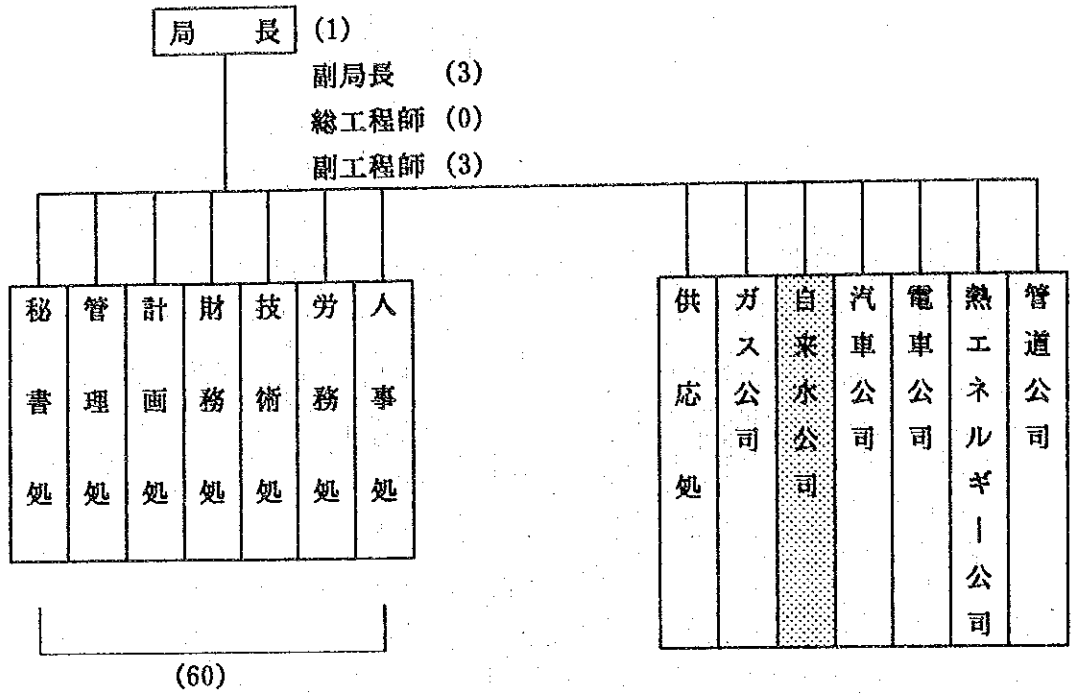 局長 (1)
副局長 (3)
総工程師 (0)
副工程師 (3)
秘書処
管理処
計画処
財務処
技術処
労務処
人事処
供応処
ガス公司
自来水公司
汽車公司
電車公司
熱エネルギー公司
管道公司
(60)